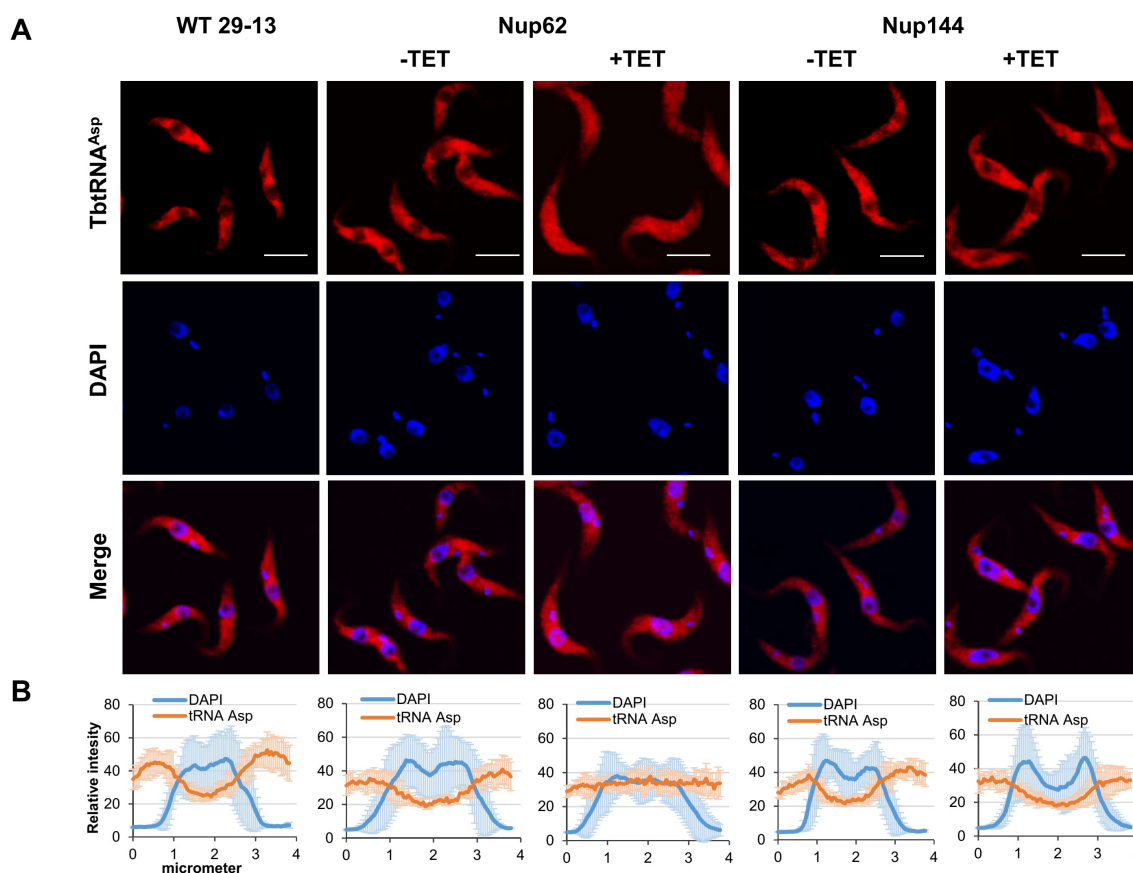 A
WT 29-13
Nup62
Nup144
-TET
+TET
-TET
+TET
TbtRNAAsp
DAPI
Merge
B
Relative intesity
80
60
40
20
0
DAPI
tRNA Asp
0 1 2 3 4
micrometer
80
60
40
20
0
DAPI
tRNA Asp
0 1 2 3 4
80
60
40
20
0
DAPI
tRNA Asp
0 1 2 3 4
80
60
40
20
0
DAPI
tRNA Asp
0 1 2 3 4
80
60
40
20
0
DAPI
tRNA Asp
0 1 2 3